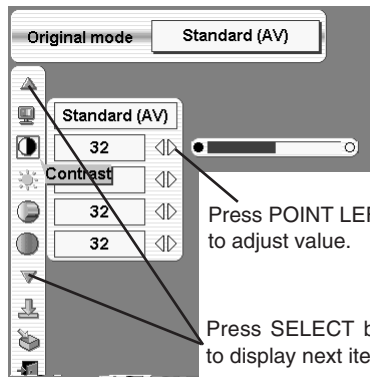 Original mode
Standard (AV)
Standard (AV)
32
Contrast
32
32
Press POINT
to adjust value.
Press SELECT
to display next